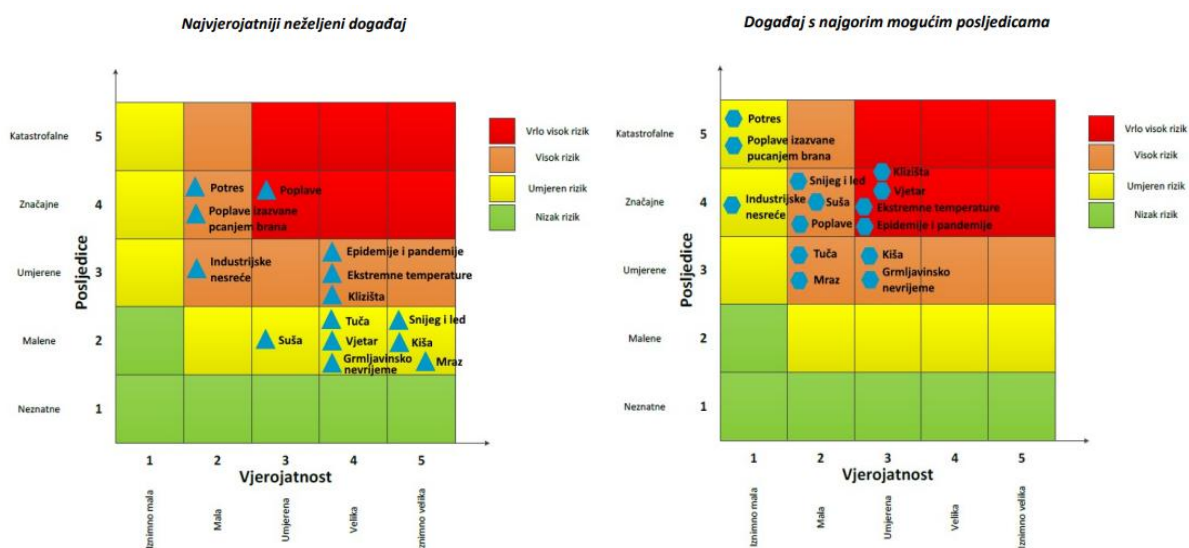 Najvjerojatniji neželjeni događaj
Katastrofalne
5
Značajne
4
Umjerene
3
Malene
2
Neznatne
1
Posljedice
Potres
Poplave
Poplave izazvane
pcanjem brana
Industrijske
nesreće
Epidemije i pandemije
Ekstremne temperature
Klizišta
Suša
Tuča
Vjetar
Grmljavinsko
nevrijeme
Snijeg i led
Kiša
Mraz
1
2
3
4
5
Vjerojatnost
Iznimno mala
Mala
Umjerena
Velika
Iznimno velika
Vrlo visok rizik
Visok rizik
Umjeren rizik
Nizak rizik
Događaj s najgorim mogućim posljedicama
Katastrofalne
5
Značajne
4
Umjerene
3
Malene
2
Neznatne
1
Posljedice
Potres
Poplave izazvane
pucanjem brana
Industrijske
nesreće
Snijeg i led
Suša
Poplave
Klizišta
Vjetar
Ekstremne temperature
Epidemije i pandemije
Tuča
Mraz
Kiša
Grmljavinsko
nevrijeme
1
2
3
4
5
Vjerojatnost
Iznimno mala
Mala
Umjerena
Velika
Iznimno velika
Vrlo visok rizik
Visok rizik
Umjeren rizik
Nizak rizik